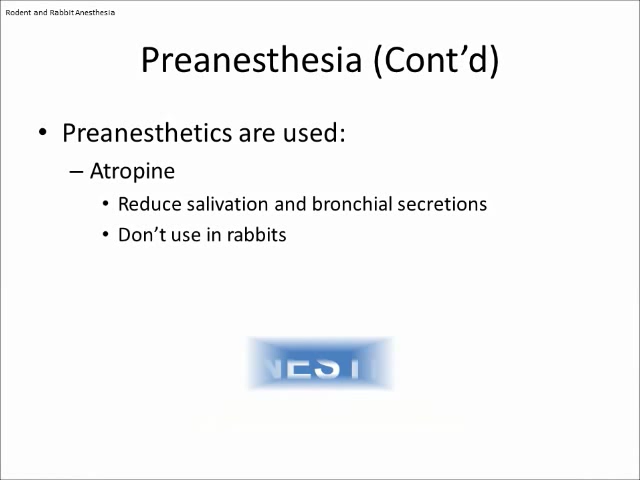 Rodent and Rabbit Anesthesia
Preanesthesia (Cont’d)
• Preanesthetics are used:
– Atropine
• Reduce salivation and bronchial secretions
• Don’t use in rabbits